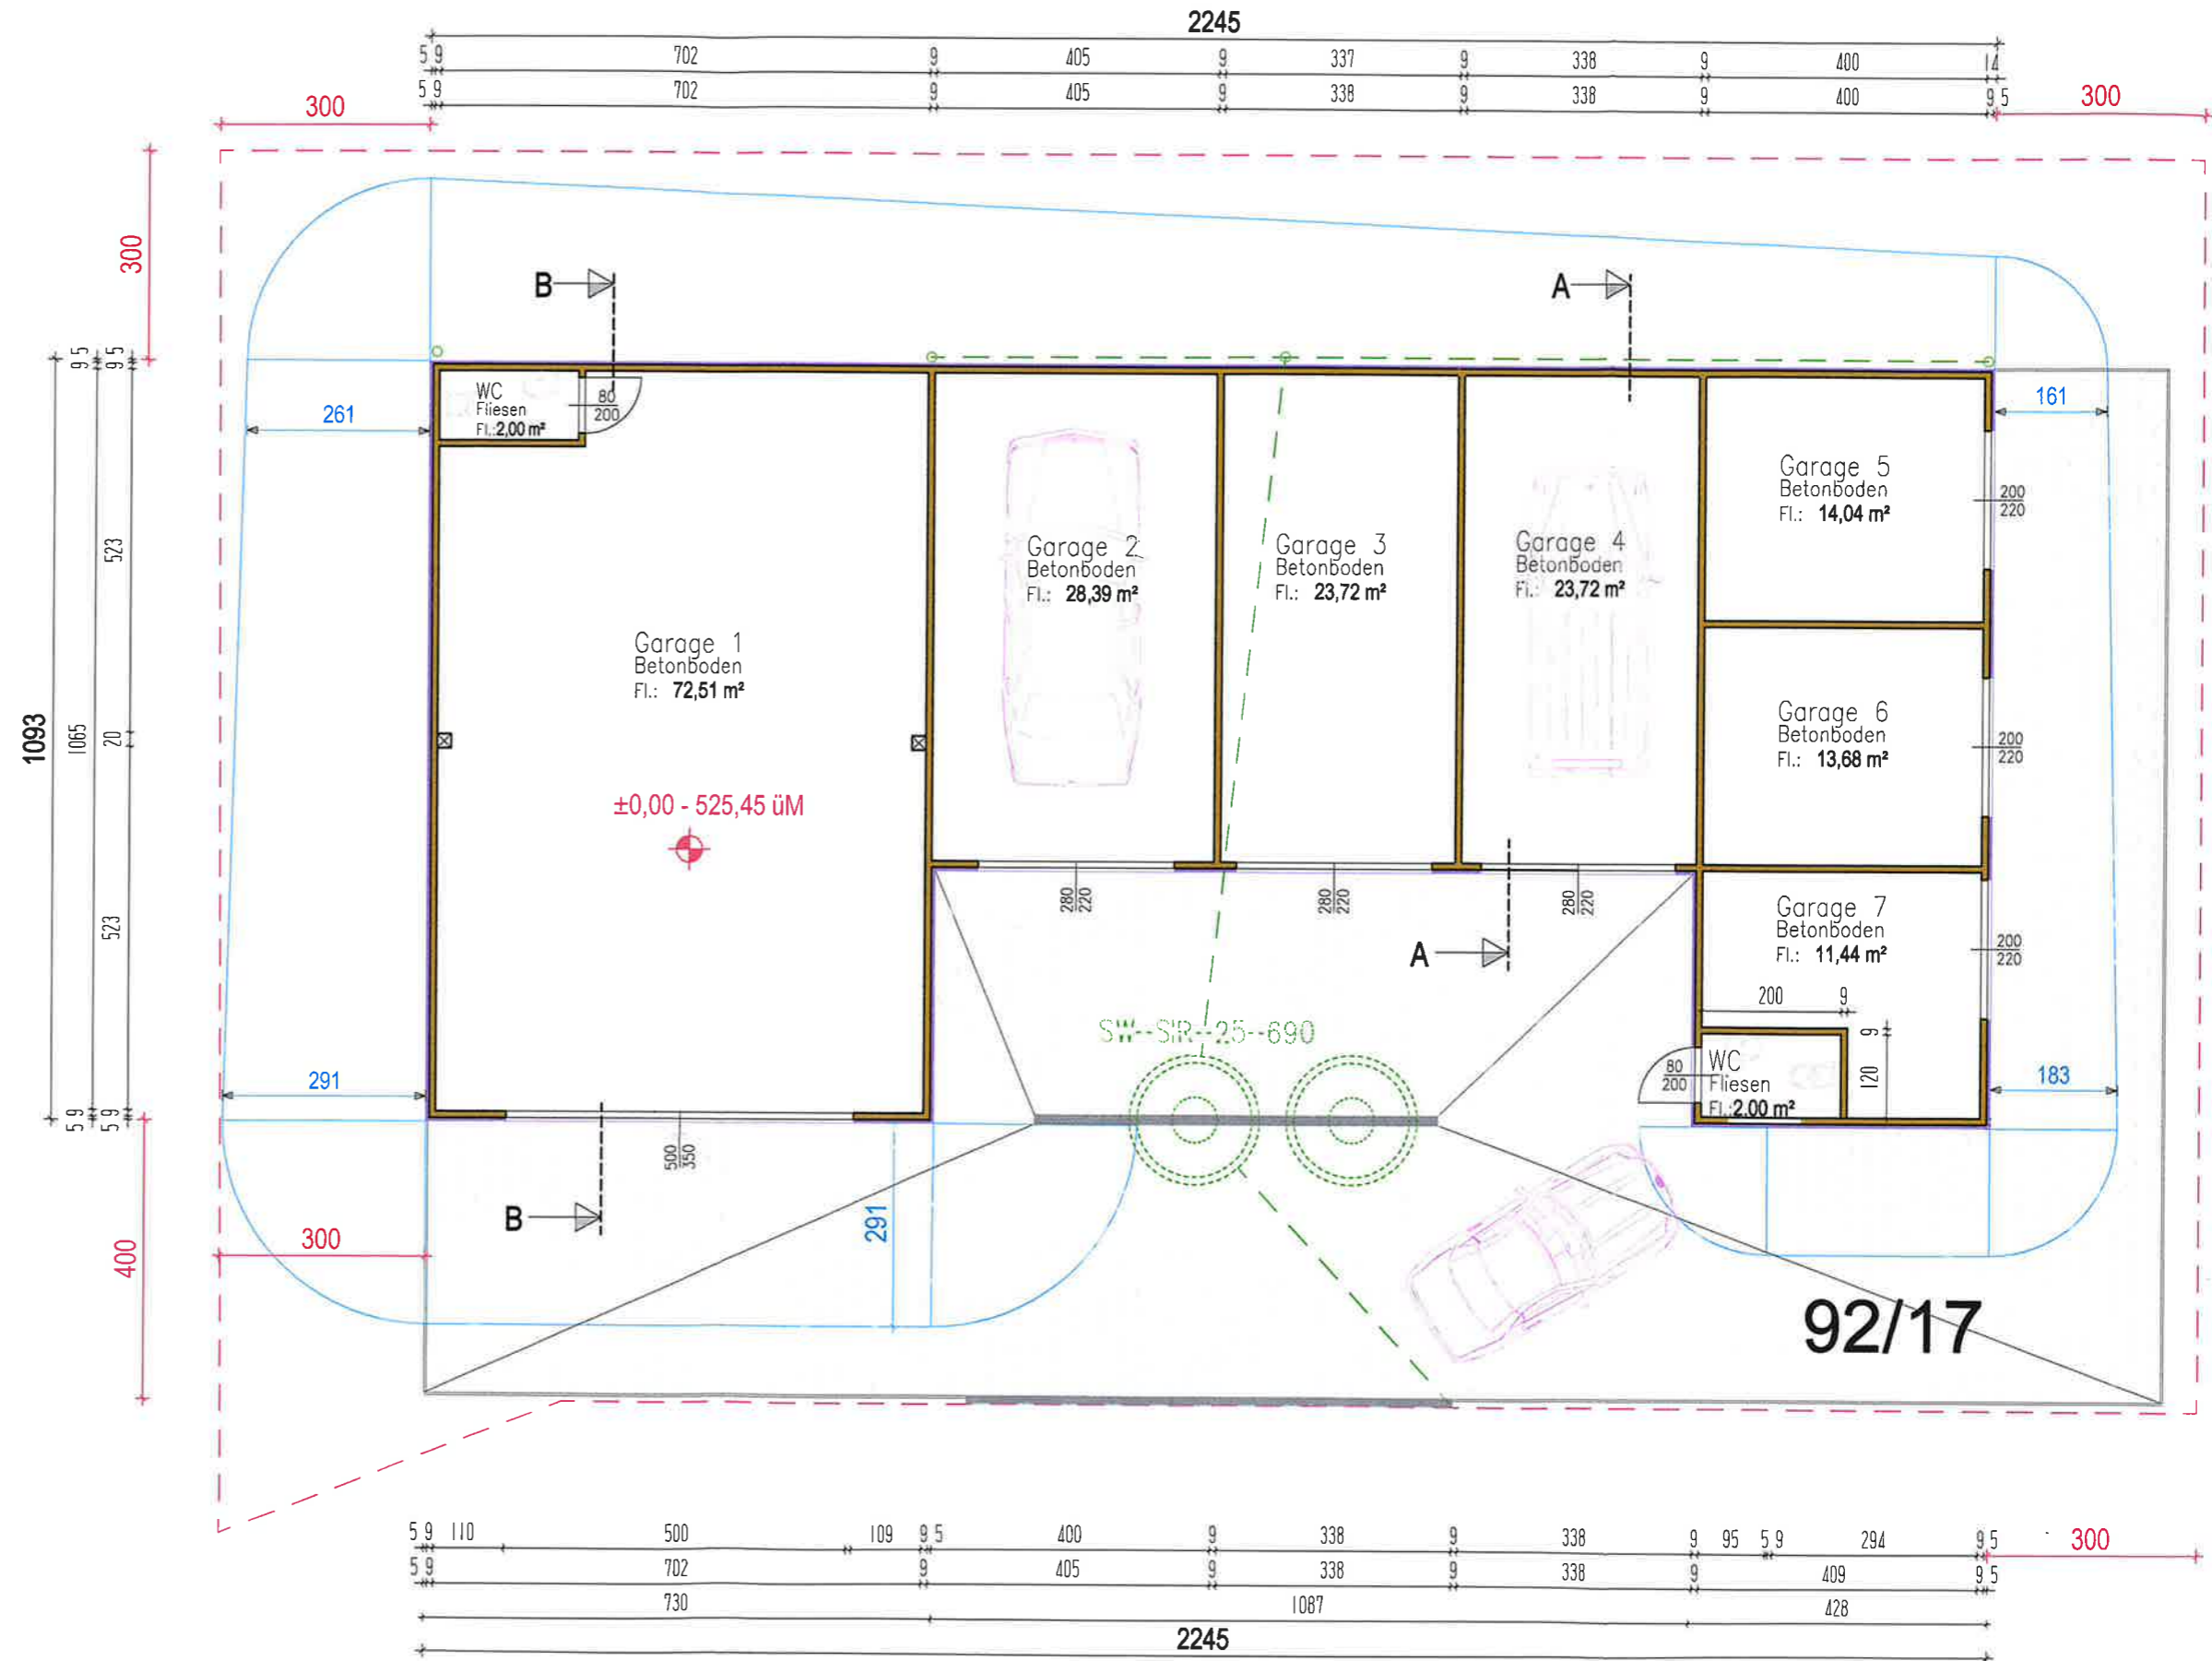 2245
5 9 702 9 405 9 337 9 338 9 400 14
5 9 702 9 405 9 338 9 338 9 400 9 5
300 300
300
B A
WC
Fliesen
Fl.:2,00 m²
80
200
261
161
Garage 5
Betonboden
Fl.: 14,04 m²
200
220
Garage 2
Betonboden
Fl.: 28,39 m²
Garage 3
Betonboden
Fl.: 23,72 m²
Garage 4
Betonboden
Fl.: 23,72 m²
Garage 1
Betonboden
Fl.: 72,51 m²
Garage 6
Betonboden
Fl.: 13,68 m²
200
220
±0,00 - 525,45 üM
1093
9 5 1065 5 9
9 5 523 20 523 5 9
280
220
280
220
280
220
Garage 7
Betonboden
Fl.: 11,44 m²
200
220
A
200 9
9
120
SW--SIR--25--690
WC
Fliesen
Fl.:2.00 m²
80
200
291
183
500
350
B
291
300
400
92/17
5 9 110 500 109 9 5 400 9 338 9 338 9 95 5 9 294 9 5 300
5 9 702 9 405 9 338 9 338 9 409 9 5
730 1087 428
2245